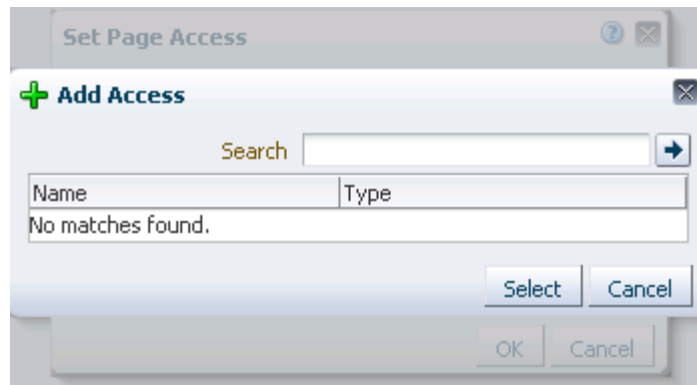 Set Page Access
Add Access
Search
Name Type
No matches found.
Select Cancel
OK Cancel